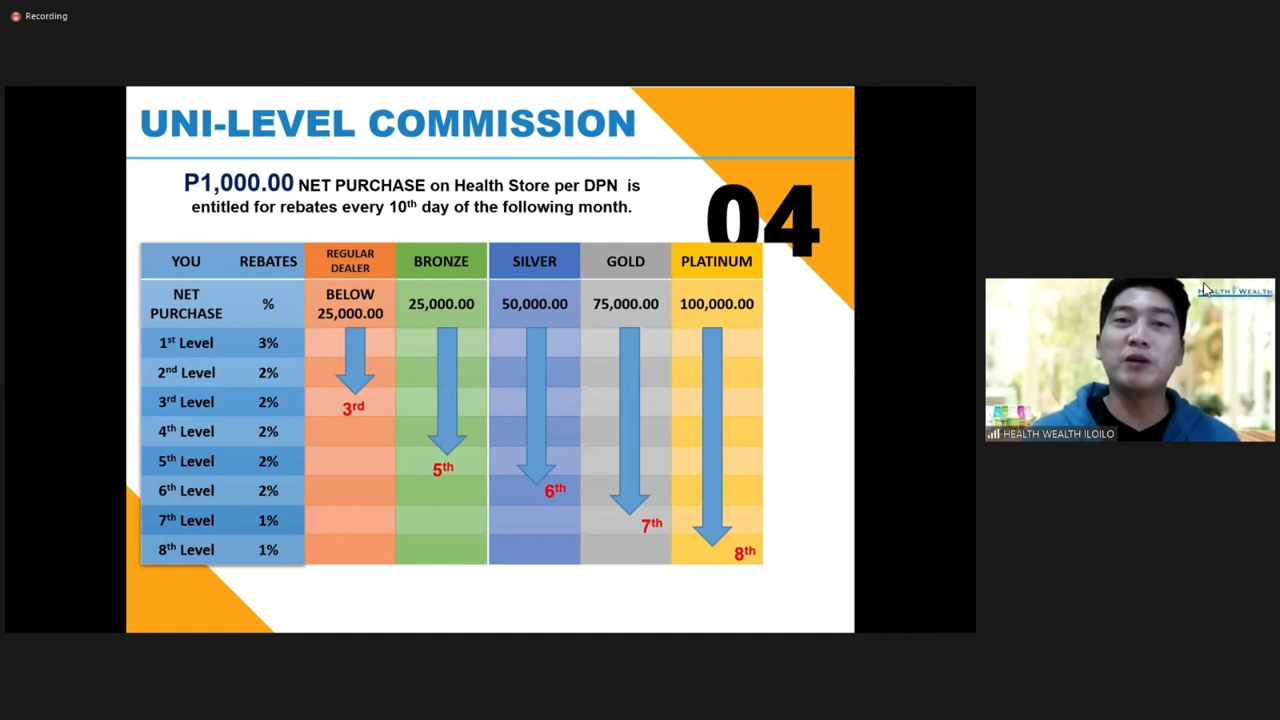 Recording
UNI-LEVEL COMMISSION
P1,000.00 NET PURCHASE on Health Store per DPN is
entitled for rebates every 10th day of the following month.
04
YOU REBATES REGULAR DEALER BRONZE SILVER GOLD PLATINUM
NET PURCHASE % BELOW 25,000.00 25,000.00 50,000.00 75,000.00 100,000.00
1st Level 3%
2nd Level 2%
3rd Level 2% 3rd
4th Level 2%
5th Level 2% 5th
6th Level 2% 6th
7th Level 1% 7th
8th Level 1% 8th
HEALTH WEALTH
HEALTH WEALTH ILOILO